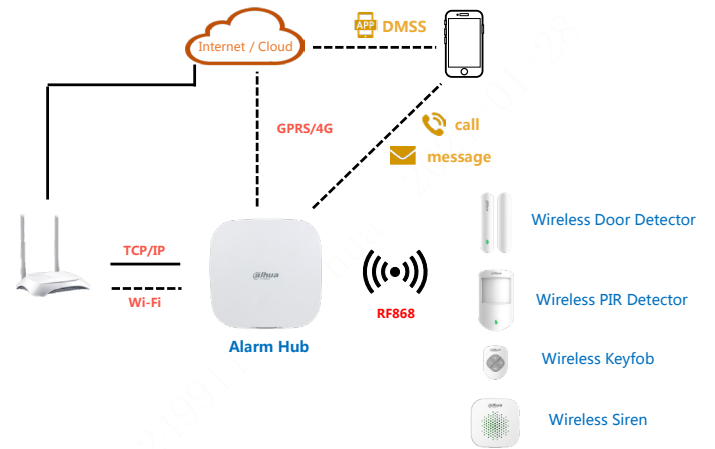 APP DMSS
Internet / Cloud
GPRS/4G
call
message
Wireless Door Detector
TCP/IP
alhua
Wi-Fi
RF868
Wireless PIR Detector
Alarm Hub
Wireless Keyfob
Wireless Siren